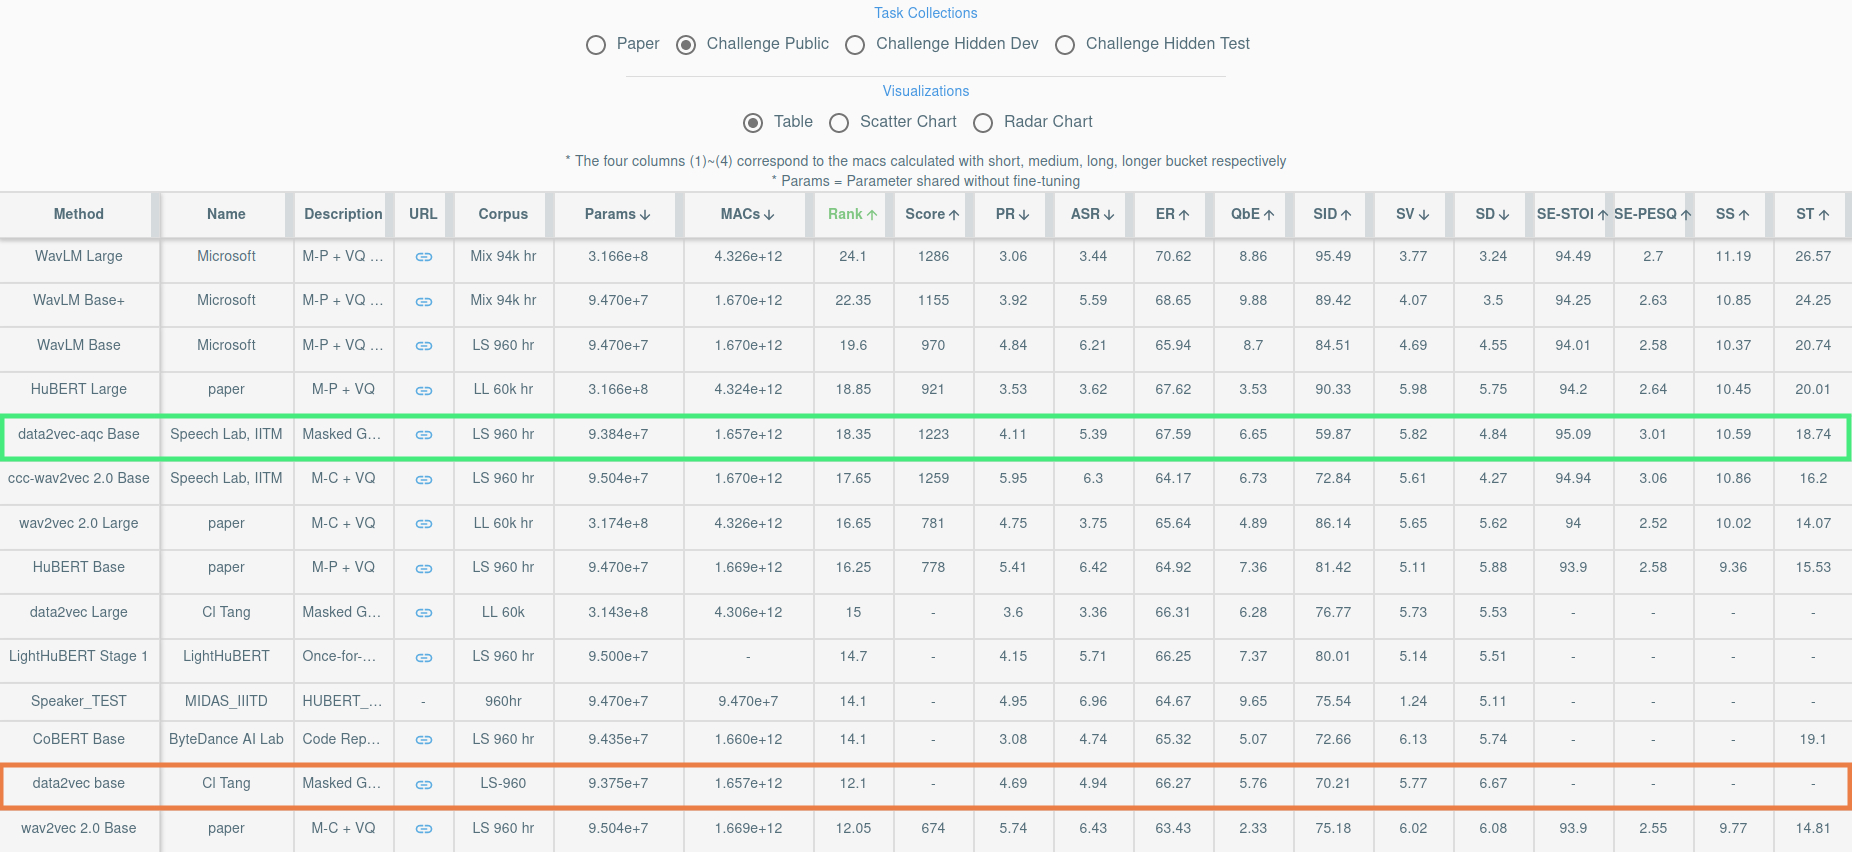 Task Collections
Paper Challenge Public Challenge Hidden Dev Challenge Hidden Test
Visualizations
Table Scatter Chart Radar Chart
* The four columns (1)~(4) correspond to the macs calculated with short, medium, long, longer bucket respectively
* Params = Parameter shared without fine-tuning
Method Name Description URL Corpus Params↓ MACs↓ Rank↑ Score↑ PR↓ ASR↓ ER↑ QbE↑ SID↑ SV↓ SD↓ SE-STOI↑ SE-PESQ↑ SS↑ ST↑
WavLM Large Microsoft M-P + VQ ... Mix 94k hr 3.166e+8 4.326e+12 24.1 1286 3.06 3.44 70.62 8.86 95.49 3.77 3.24 94.49 2.7 11.19 26.57
WavLM Base+ Microsoft M-P + VQ ... Mix 94k hr 9.470e+7 1.670e+12 22.35 1155 3.92 5.59 68.65 9.88 89.42 4.07 3.5 94.25 2.63 10.85 24.25
WavLM Base Microsoft M-P + VQ ... LS 960 hr 9.470e+7 1.670e+12 19.6 970 4.84 6.21 65.94 8.7 84.51 4.69 4.55 94.01 2.58 10.37 20.74
HuBERT Large paper M-P + VQ LL 60k hr 3.166e+8 4.324e+12 18.85 921 3.53 3.62 67.62 3.53 90.33 5.98 5.75 94.2 2.64 10.45 20.01
data2vec-aqc Base Speech Lab, IITM Masked G... LS 960 hr 9.384e+7 1.657e+12 18.35 1223 4.11 5.39 67.59 6.65 59.87 5.82 4.84 95.09 3.01 10.59 18.74
ccc-wav2vec 2.0 Base Speech Lab, IITM M-C + VQ LS 960 hr 9.504e+7 1.670e+12 17.65 1259 5.95 6.3 64.17 6.73 72.84 5.61 4.27 94.94 3.06 10.86 16.2
wav2vec 2.0 Large paper M-C + VQ LL 60k hr 3.174e+8 4.326e+12 16.65 781 4.75 3.75 65.64 4.89 86.14 5.65 5.62 94 2.52 10.02 14.07
HuBERT Base paper M-P + VQ LS 960 hr 9.470e+7 1.669e+12 16.25 778 5.41 6.42 64.92 7.36 81.42 5.11 5.88 93.9 2.58 9.36 15.53
data2vec Large CI Tang Masked G... LL 60k 3.143e+8 4.306e+12 15 - 3.6 3.36 66.31 6.28 76.77 5.73 5.53 - - - -
LightHuBERT Stage 1 LightHuBERT Once-for-... LS 960 hr 9.500e+7 - 14.7 - 4.15 5.71 66.25 7.37 80.01 5.14 5.51 - - - -
Speaker_TEST MIDAS_IIITD HUBERT_... - 960hr 9.470e+7 9.470e+7 14.1 - 4.95 6.96 64.67 9.65 75.54 1.24 5.11 - - - -
CoBERT Base ByteDance AI Lab Code Rep... LS 960 hr 9.435e+7 1.660e+12 14.1 - 3.08 4.74 65.32 5.07 72.66 6.13 5.74 - - - 19.1
data2vec base CI Tang Masked G... LS-960 9.375e+7 1.657e+12 12.1 - 4.69 4.94 66.27 5.76 70.21 5.77 6.67 - - - -
wav2vec 2.0 Base paper M-C + VQ LS 960 hr 9.504e+7 1.669e+12 12.05 674 5.74 6.43 63.43 2.33 75.18 6.02 6.08 93.9 2.55 9.77 14.81